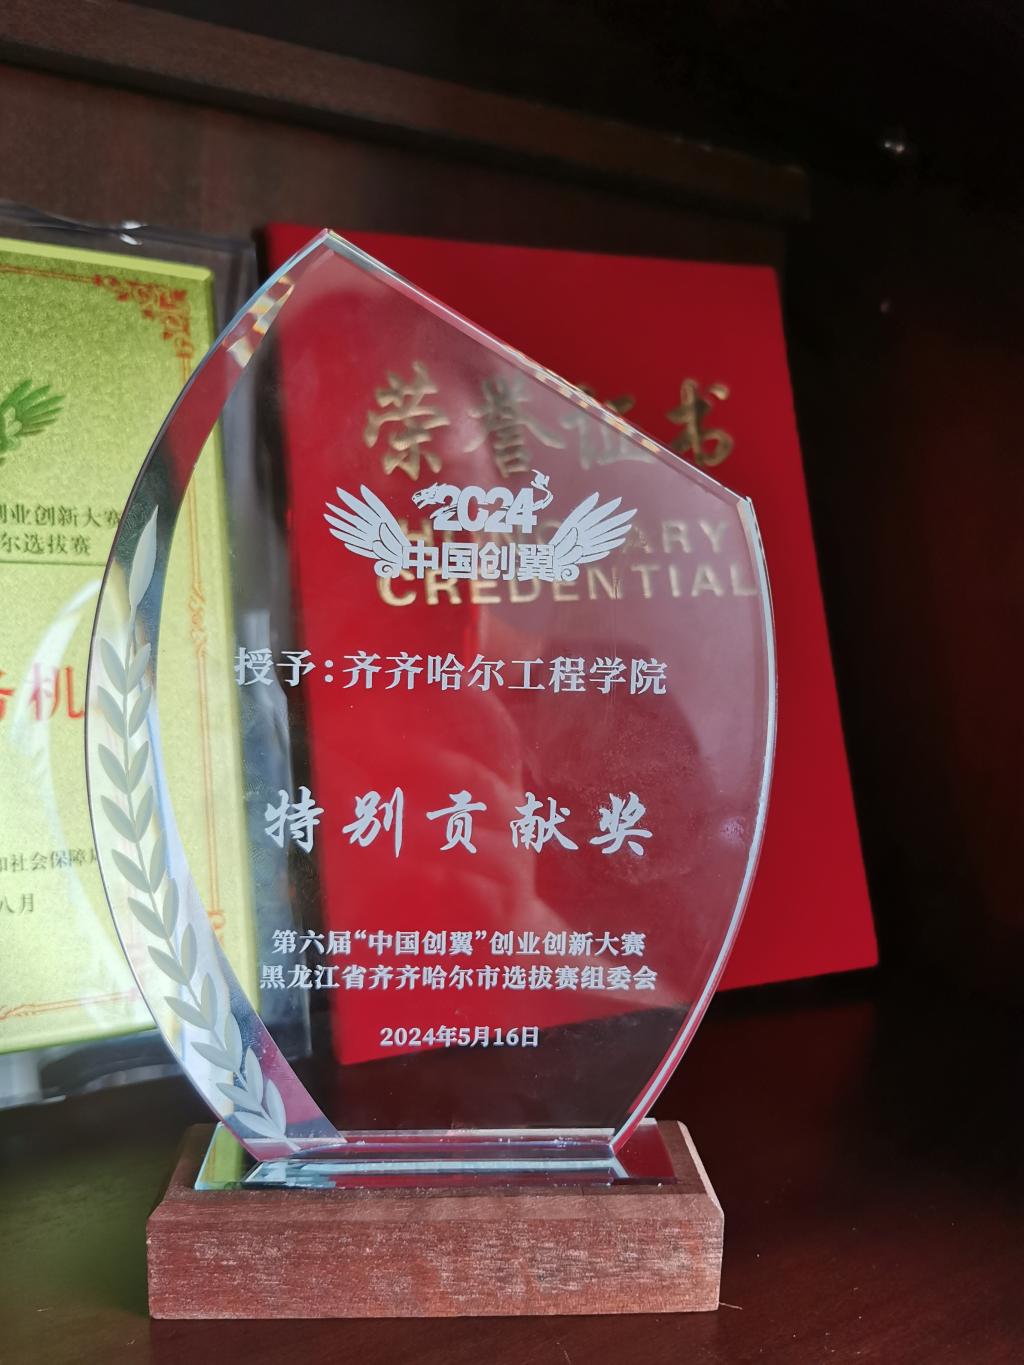 荣誉证书
HONORARY
CREDENTIAL
2024
中国创翼
授予:齐齐哈尔工程学院
特别贡献奖
第六届“中国创翼”创业创新大赛
黑龙江省齐齐哈尔市选拔赛组委会
2024年5月16日
创业创新大赛
尔选拔赛
机
和社会保障局
八月